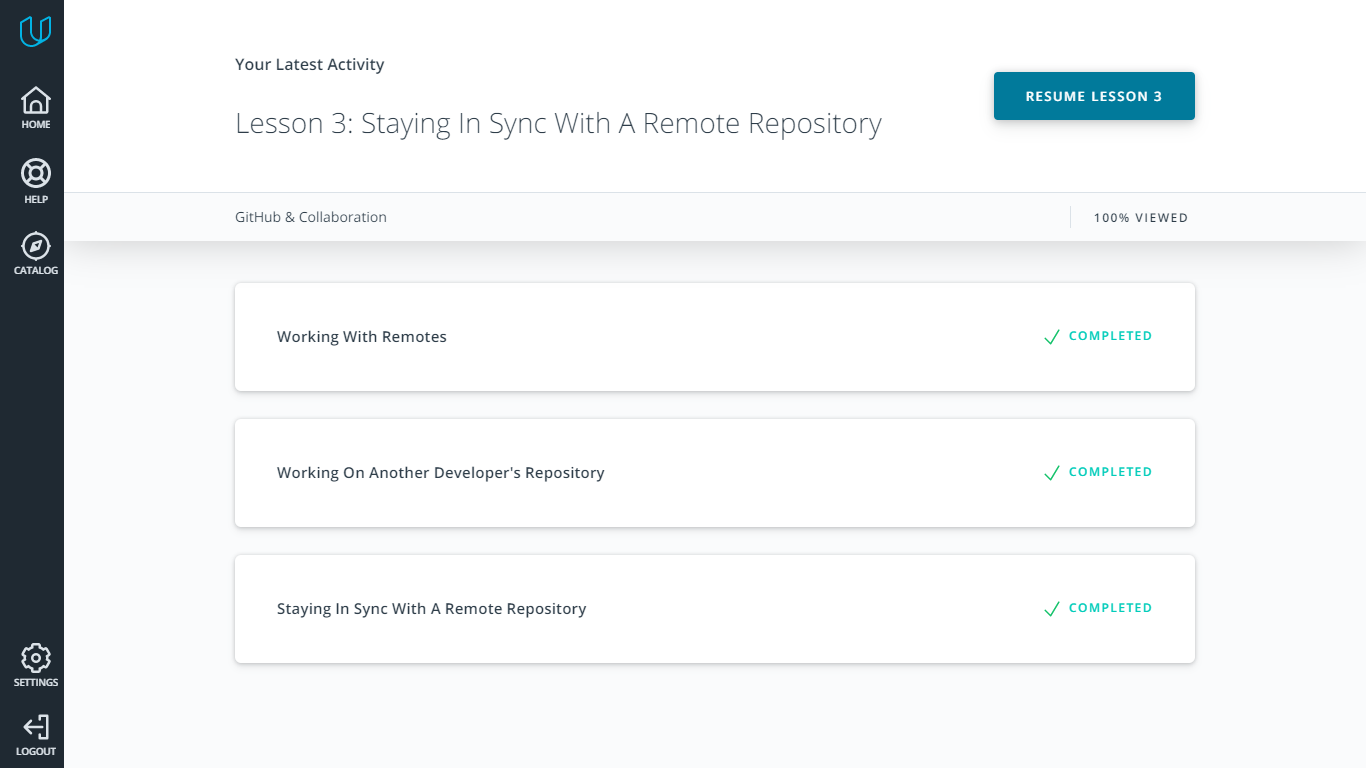 HOME
HELP
CATALOG
SETTINGS
LOGOUT
Your Latest Activity
Lesson 3: Staying In Sync With A Remote Repository
RESUME LESSON 3
GitHub & Collaboration
100% VIEWED
Working With Remotes
COMPLETED
Working On Another Developer's Repository
COMPLETED
Staying In Sync With A Remote Repository
COMPLETED